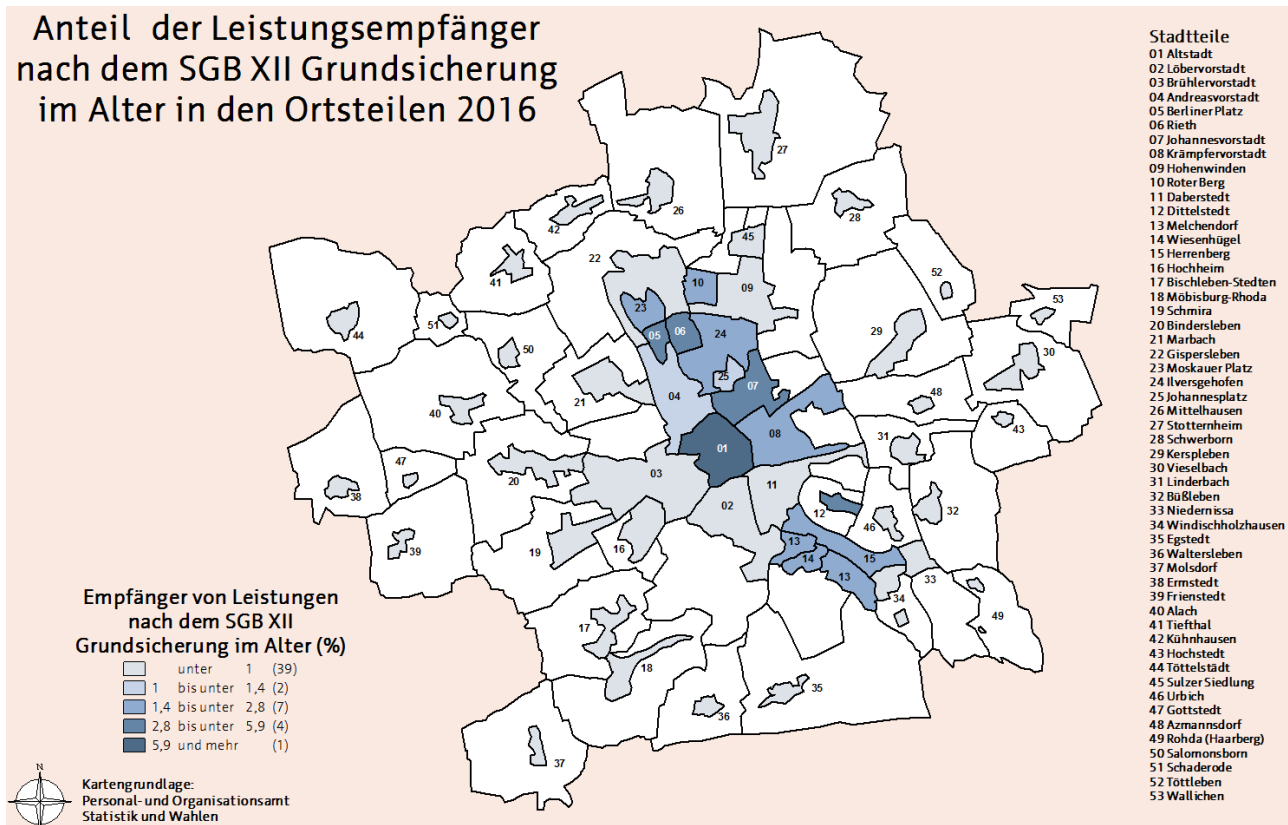 Anteil der Leistungsempfänger
nach dem SGB XII Grundsicherung
im Alter in den Ortsteilen 2016
Stadtteile
01 Altstadt
02 Löbervorstadt
03 Brühlervorstadt
04 Andreasvorstadt
05 Berliner Platz
06 Rieth
07 Johannesvorstadt
08 Krämpfervorstadt
09 Hohenwinden
10 Roter Berg
11 Daberstedt
12 Dittelstedt
13 Melchendorf
14 Wiesenhügel
15 Herrenberg
16 Hochheim
17 Bischleben-Stedten
18 Möbisburg-Rhoda
19 Schmira
20 Bindersleben
21 Marbach
22 Gispersleben
23 Moskauer Platz
24 Ilversgehofen
25 Johannesplatz
26 Mittelhausen
27 Stotternheim
28 Schwerborn
29 Kerspleben
30 Vieselbach
31 Linderbach
32 Büßleben
33 Niedernissa
34 Windischholzhausen
35 Egstedt
36 Waltersleben
37 Molsdorf
38 Ermstedt
39 Frienstedt
40 Alach
41 Tiefthal
42 Kühnhausen
43 Hochstedt
44 Töttelstädt
45 Sulzer Siedlung
46 Urbich
47 Gottstedt
48 Azmannsdorf
49 Rohda (Haarberg)
50 Salomonsborn
51 Schaderode
52 Töttleben
53 Wallichen
27
26
28
42
45
22
41
52
10
09
53
23
44
51
05
06
24
29
50
30
25
21
07
48
04
40
43
08
31
01
47
03
20
11
38
02
12
32
46
39
19
16
13
15
14
13
33
34
49
17
18
35
36
37
Empfänger von Leistungen
nach dem SGB XII
Grundsicherung im Alter (%)
unter 1 (39)
1 bis unter 1,4 (2)
1,4 bis unter 2,8 (7)
2,8 bis unter 5,9 (4)
5,9 und mehr (1)
N
Kartengrundlage:
Personal- und Organisationsamt
Statistik und Wahlen